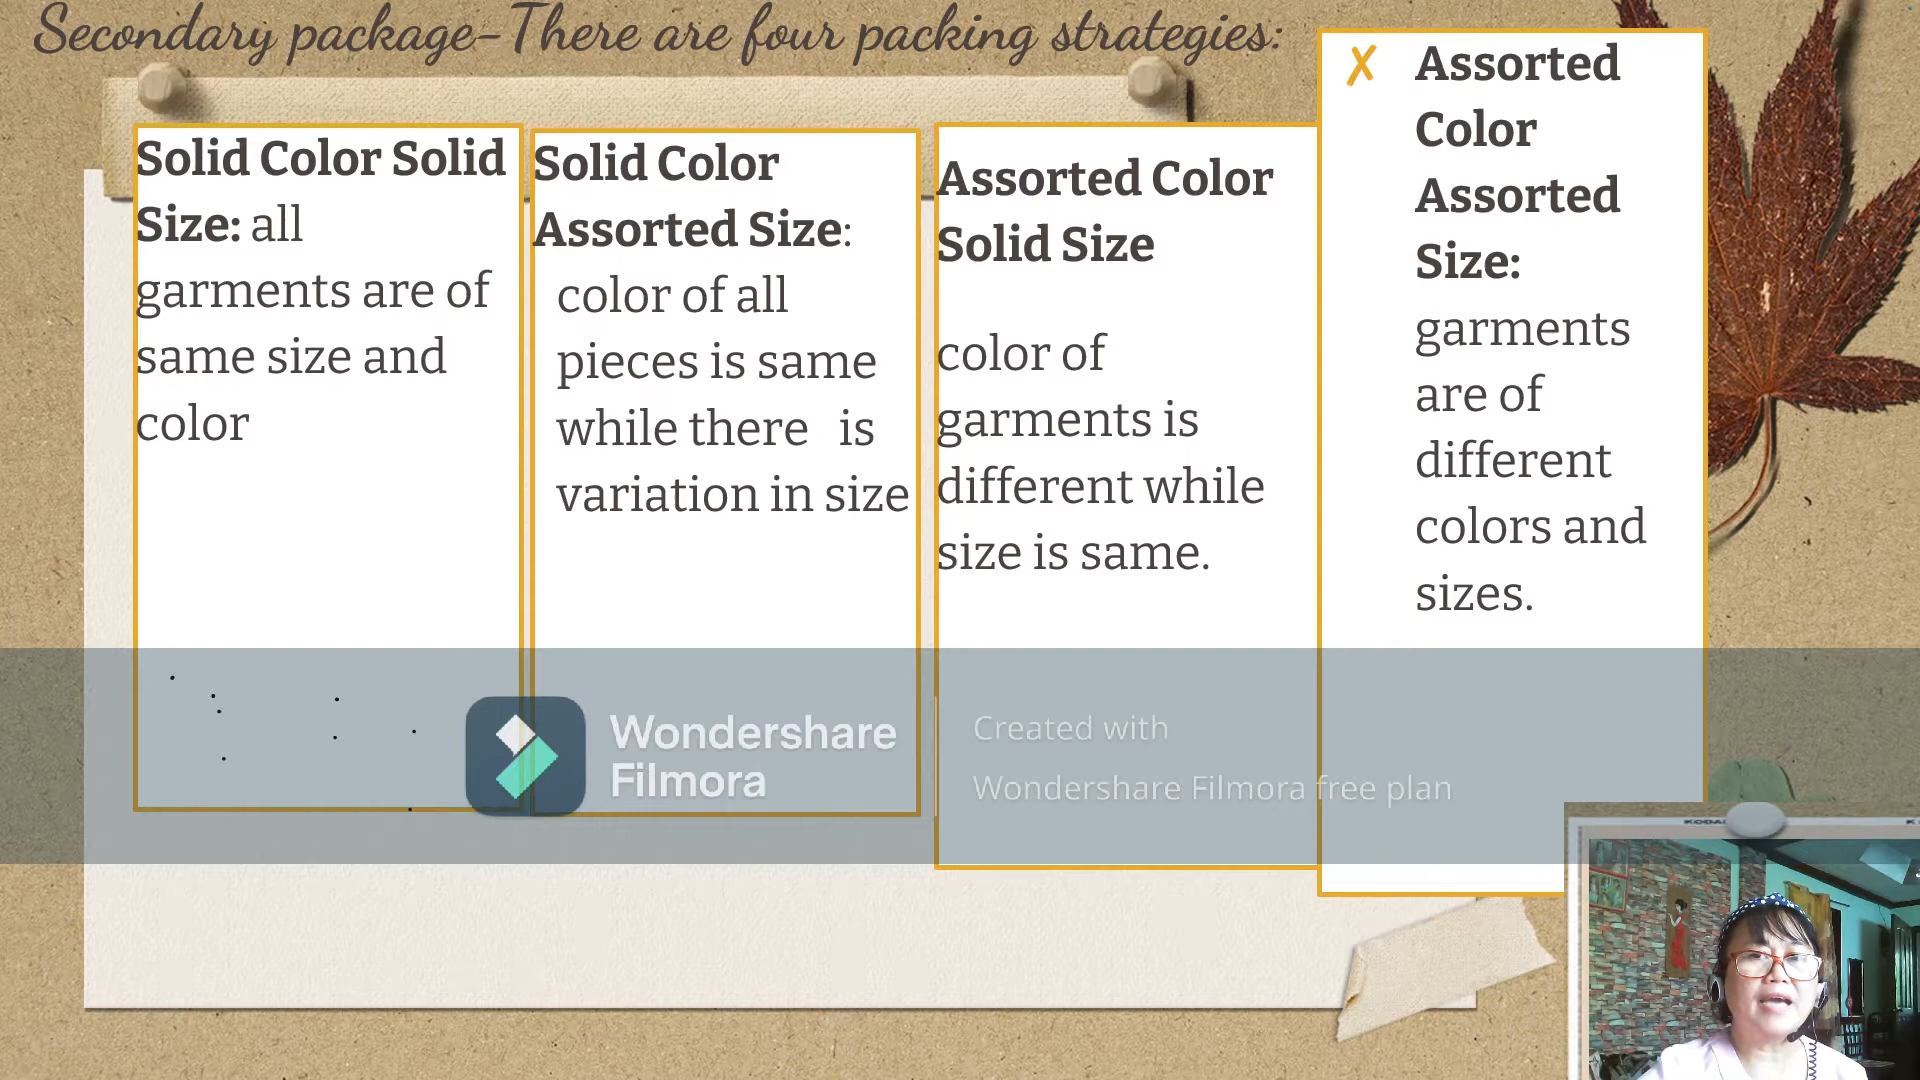 Secondary package-There are four packing strategies:
Solid Color Solid
Size: all
garments are of
same size and
color
Solid Color
Assorted Size:
color of all
pieces is same
while there is
variation in size
Assorted Color
Solid Size
color of
garments is
different while
size is same.
✗ Assorted
Color
Assorted
Size:
garments
are of
different
colors and
sizes.
Wondershare
Filmora
Created with
Wondershare Filmora free plan